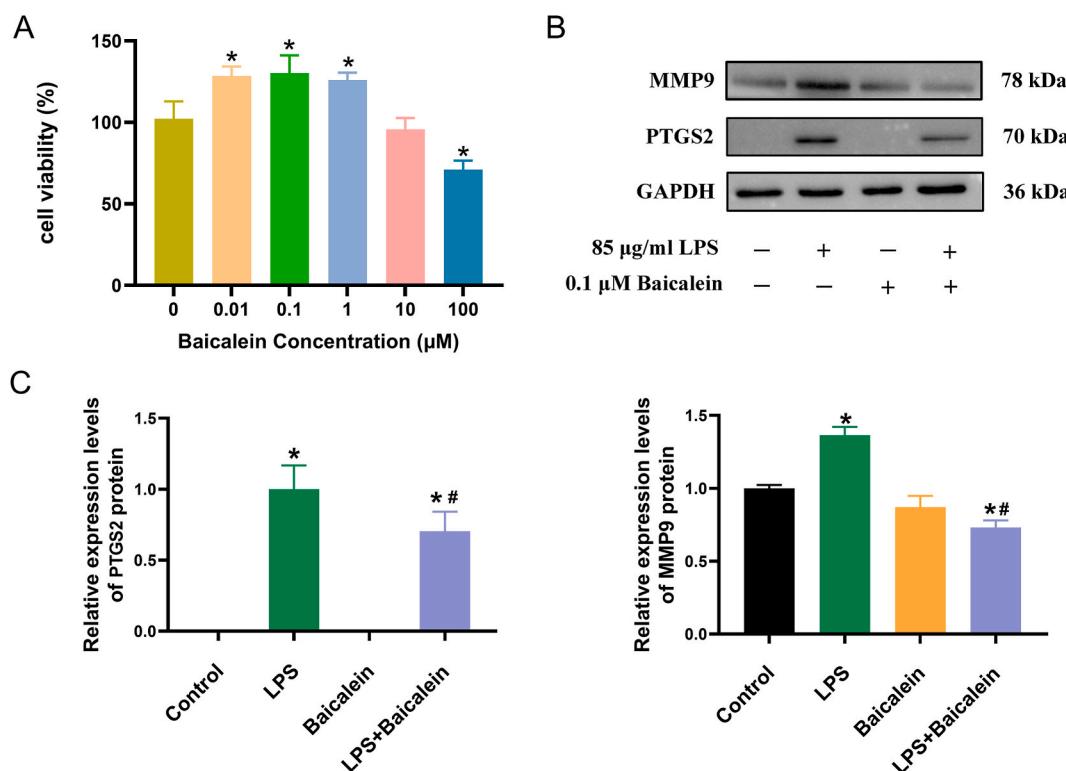 A
cell viability (%)
150
100
50
0
*
*
*
*
0 0.01 0.1 1 10 100
Baicalein Concentration (μM)
B
MMP9 78 kDa
PTGS2 70 kDa
GAPDH 36 kDa
85 μg/ml LPS − + − +
0.1 μM Baicalein − − + +
C
Relative expression levels
of PTGS2 protein
1.5
1.0
0.5
0.0
*
*#
Control
LPS
Baicalein
LPS+Baicalein
Relative expression levels
of MMP9 protein
1.5
1.0
0.5
0.0
*
*#
Control
LPS
Baicalein
LPS+Baicalein